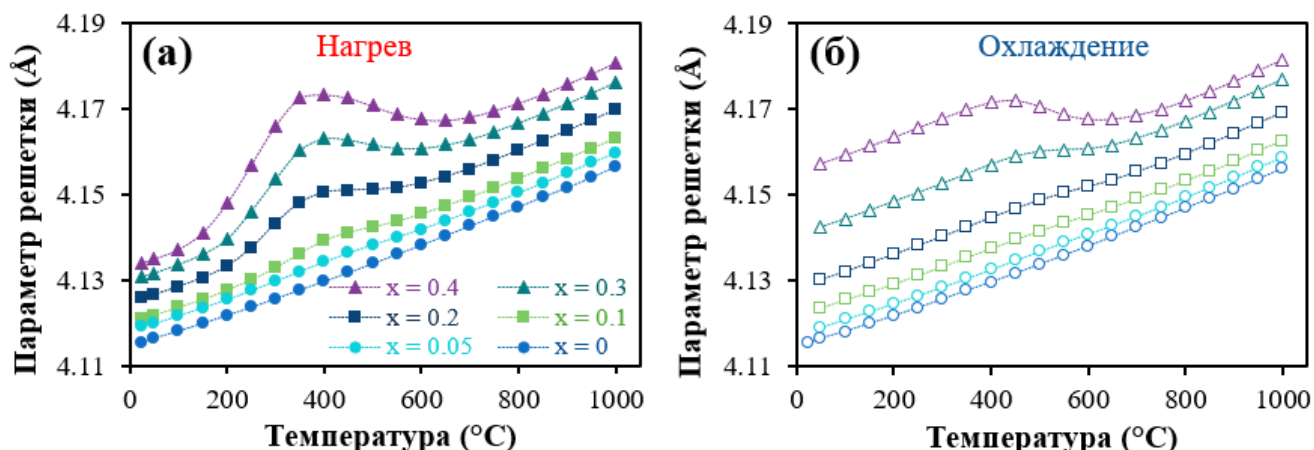 (а) Нагрев
Параметр решетки (Å)
4.19
4.17
4.15
4.13
4.11
x = 0.4
x = 0.3
x = 0.2
x = 0.1
x = 0.05
x = 0
0 200 400 600 800 1000
Температура (°C)
(б) Охлаждение
Параметр решетки (Å)
4.19
4.17
4.15
4.13
4.11
0 200 400 600 800 1000
Температура (°C)